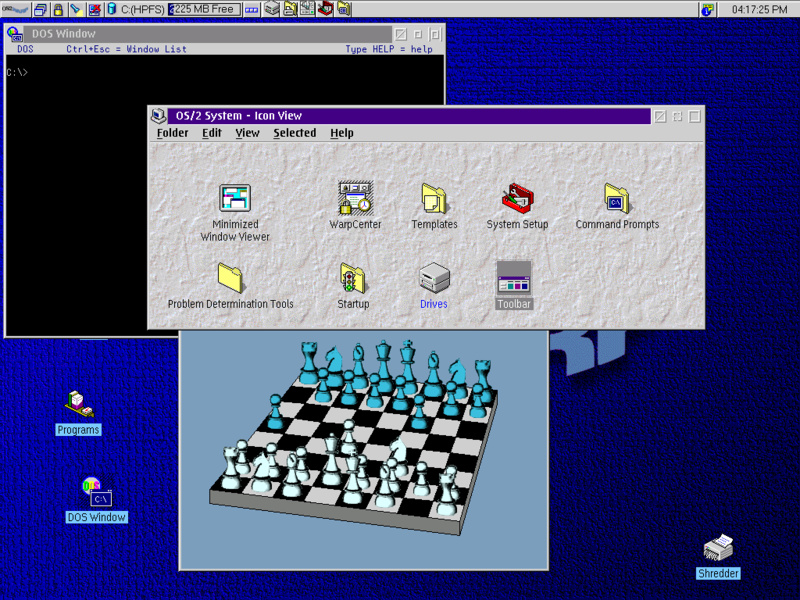 C:(HPFS) 225 MB Free
04:17:25 PM
DOS Window
DOS Ctrl+Esc = Window List Type HELP = help
C:\>
OS/2 System - Icon View
Folder Edit View Selected Help
Minimized
Window Viewer
WarpCenter
Templates
System Setup
C:\
Command Prompts
Problem Determination Tools
Startup
Drives
Toolbar
Programs
DOS
C:\
DOS Window
Shredder